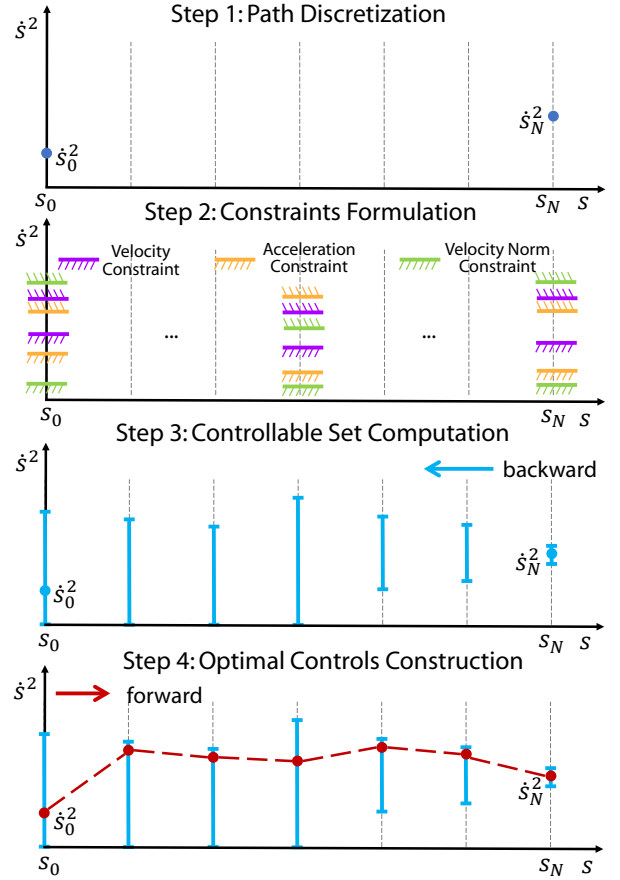 Step 1: Path Discretization
ṡ²
ṡ₀²
ṡ_N²
s₀
s_N
s
Step 2: Constraints Formulation
ṡ²
Velocity
Constraint
Acceleration
Constraint
Velocity Norm
Constraint
...
...
s₀
s_N
s
Step 3: Controllable Set Computation
ṡ²
backward
ṡ₀²
ṡ_N²
s₀
s_N
s
Step 4: Optimal Controls Construction
ṡ²
forward
ṡ₀²
ṡ_N²
s₀
s_N
s